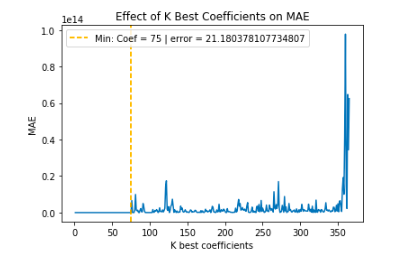 Effect of K Best Coefficients on MAE
1e14
Min: Coef = 75 | error = 21.180378107734807
1.0
0.8
0.6
0.4
0.2
0.0
MAE
0 50 100 150 200 250 300 350
K best coefficients